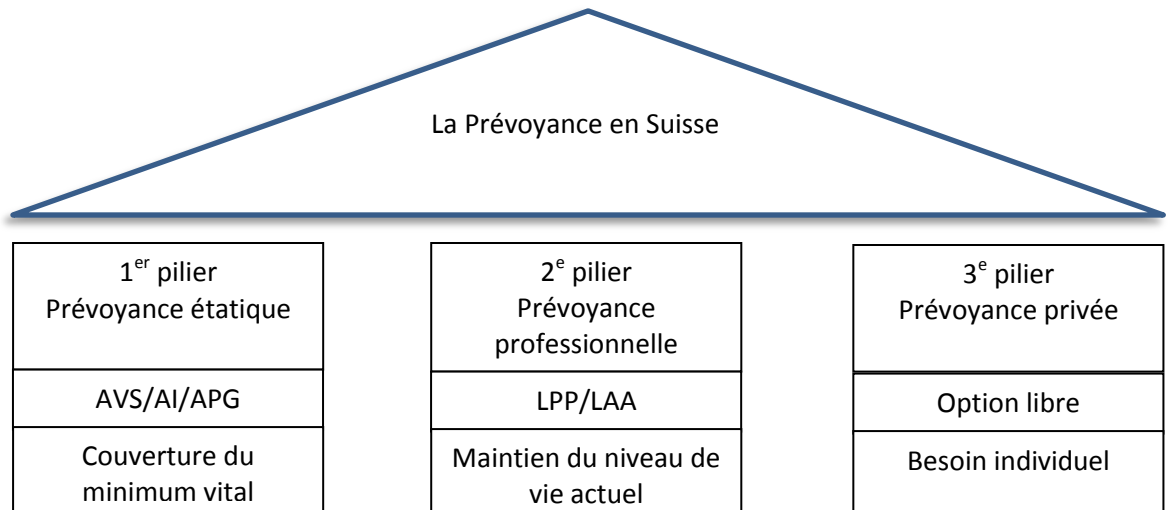 La Prévoyance en Suisse
1er pilier
Prévoyance étatique
AVS/AI/APG
Couverture du
minimum vital
2e pilier
Prévoyance
professionnelle
LPP/LAA
Maintien du niveau de
vie actuel
3e pilier
Prévoyance privée
Option libre
Besoin individuel